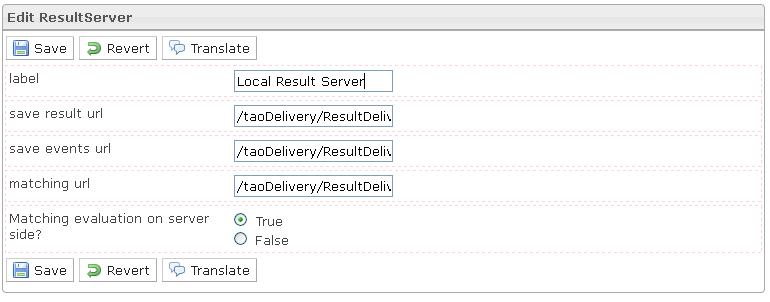 Edit ResultServer
Save Revert Translate
label Local Result Server
save result url /taoDelivery/ResultDeliv
save events url /taoDelivery/ResultDeliv
matching url /taoDelivery/ResultDeliv
Matching evaluation on server
side?
True
False
Save Revert Translate